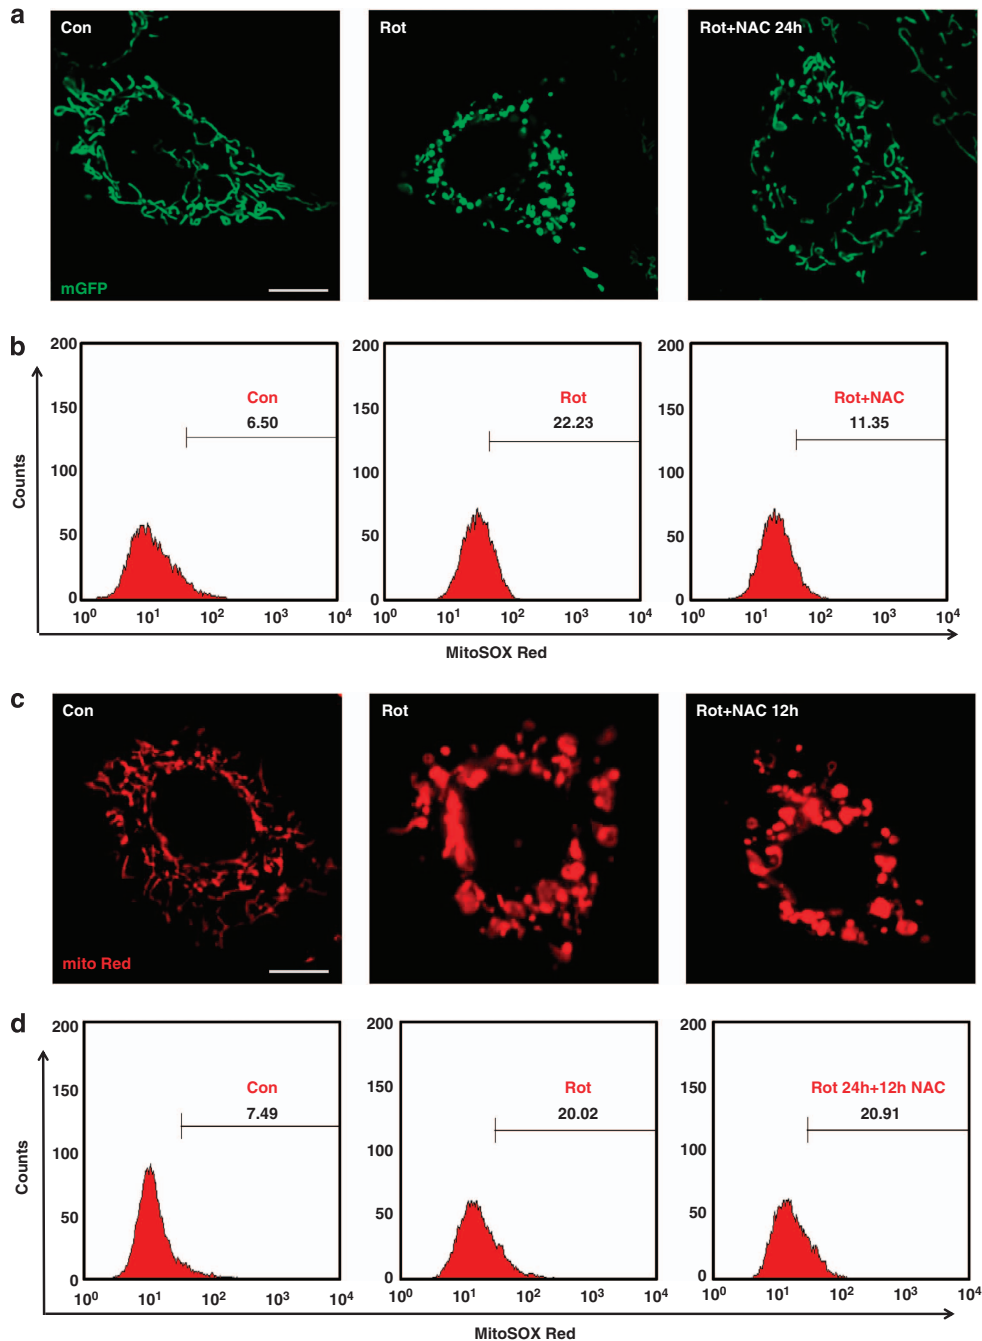 a
Con
Rot
Rot+NAC 24h
mGFP
b
200
150
100
50
0
Con
6.50
10⁰ 10¹ 10² 10³ 10⁴
200
150
100
50
0
Rot
22.23
10⁰ 10¹ 10² 10³ 10⁴
200
150
100
50
0
Rot+NAC
11.35
10⁰ 10¹ 10² 10³ 10⁴
Counts
MitoSOX Red
c
Con
Rot
Rot+NAC 12h
mito Red
d
200
150
100
50
0
Con
7.49
10⁰ 10¹ 10² 10³ 10⁴
200
150
100
50
0
Rot
20.02
10⁰ 10¹ 10² 10³ 10⁴
200
150
100
50
0
Rot 24h+12h NAC
20.91
10⁰ 10¹ 10² 10³ 10⁴
Counts
MitoSOX Red